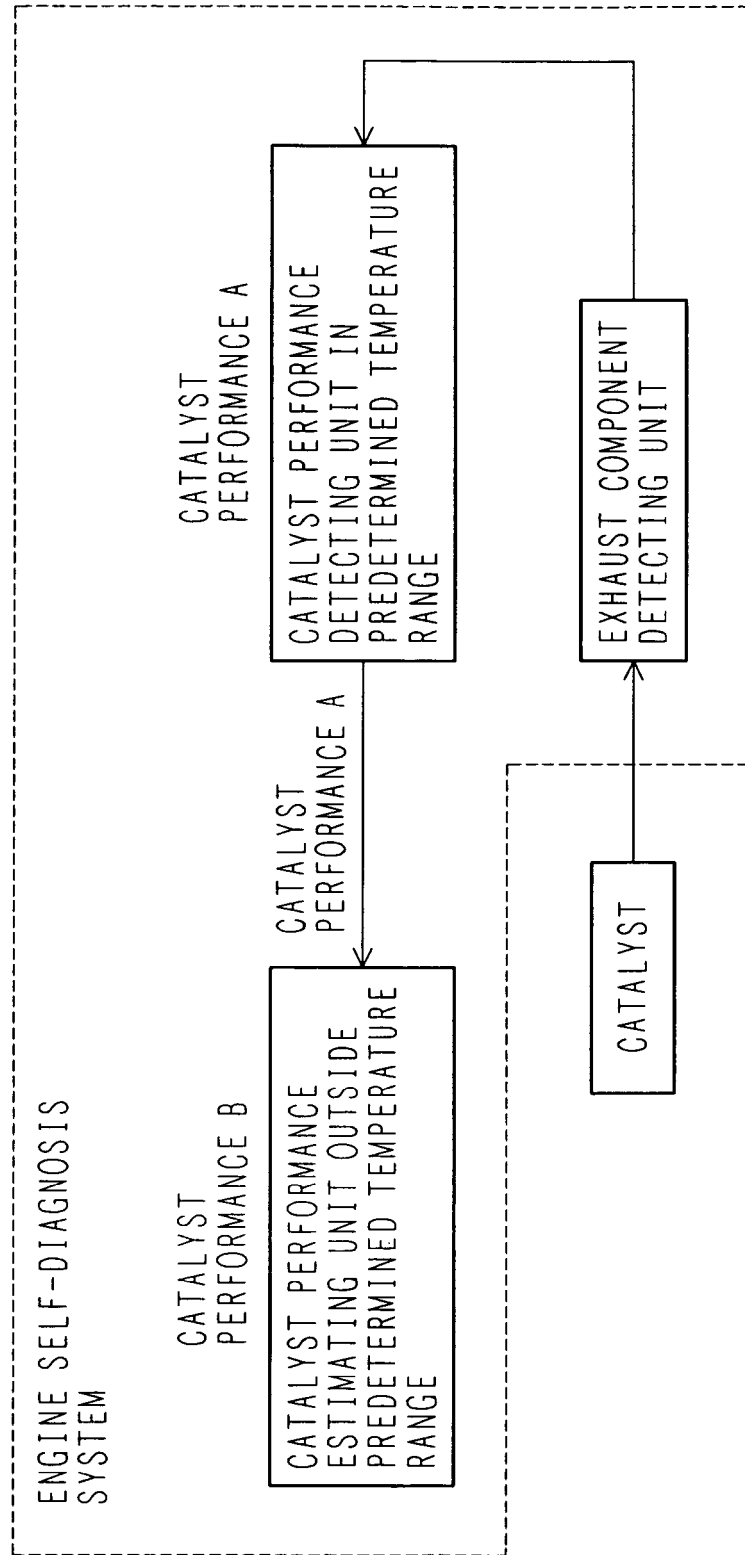 ENGINE SELF-DIAGNOSIS
SYSTEM
CATALYST
PERFORMANCE B
CATALYST PERFORMANCE
ESTIMATING UNIT OUTSIDE
PREDETERMINED TEMPERATURE
RANGE
CATALYST
PERFORMANCE A
CATALYST
PERFORMANCE A
CATALYST PERFORMANCE
DETECTING UNIT IN
PREDETERMINED TEMPERATURE
RANGE
CATALYST
EXHAUST COMPONENT
DETECTING UNIT